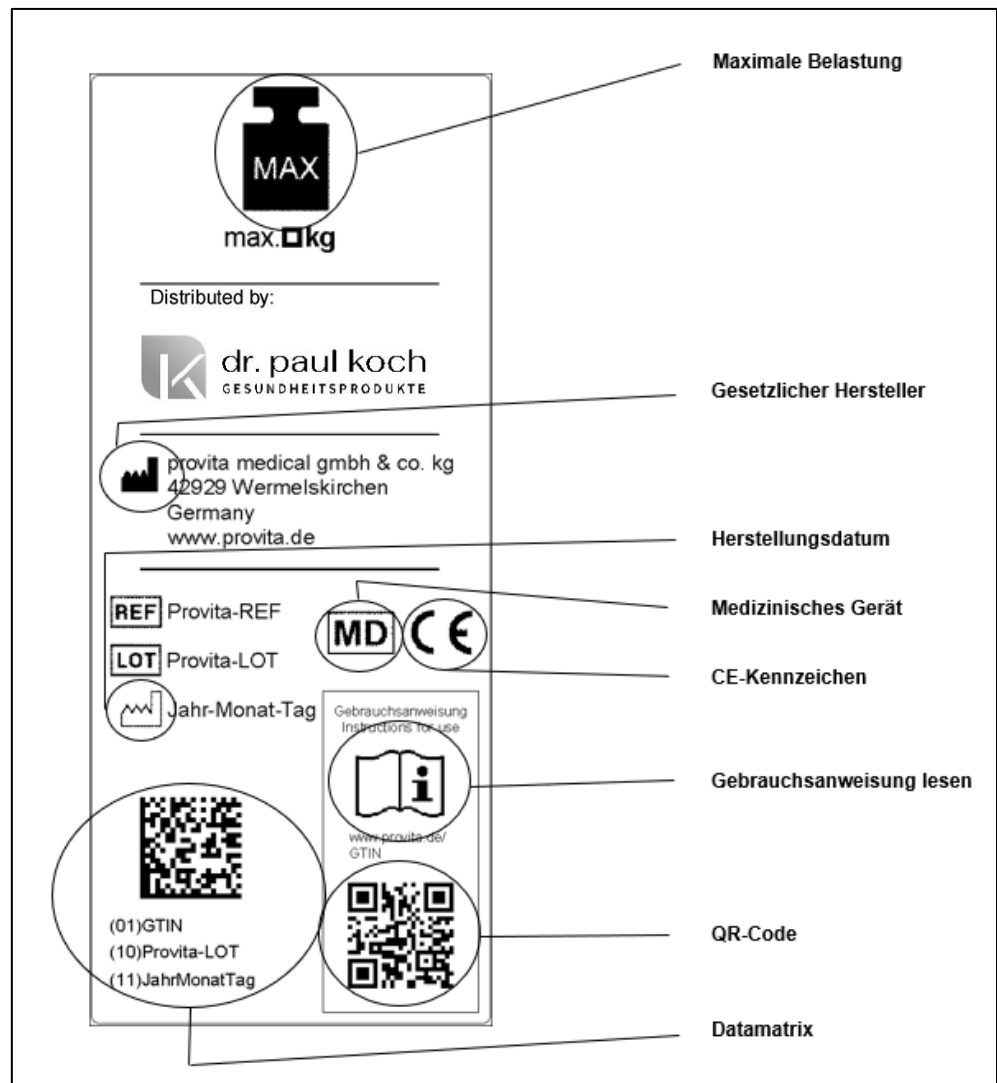 Maximale Belastung
MAX
max.kg
Distributed by:
dr. paul koch
GESUNDHEITSPRODUKTE
Gesetzlicher Hersteller
provita medical gmbh & co. kg
42929 Wermelskirchen
Germany
www.provita.de
Herstellungsdatum
Medizinisches Gerät
REF Provita-REF
MD CE
LOT Provita-LOT
CE-Kennzeichen
Jahr-Monat-Tag
Gebrauchsanweisung
Instructions for use
i
Gebrauchsanweisung lesen
www.provita.de/
GTIN
(01)GTIN
(10)Provita-LOT
(11)JahrMonatTag
QR-Code
Datamatrix